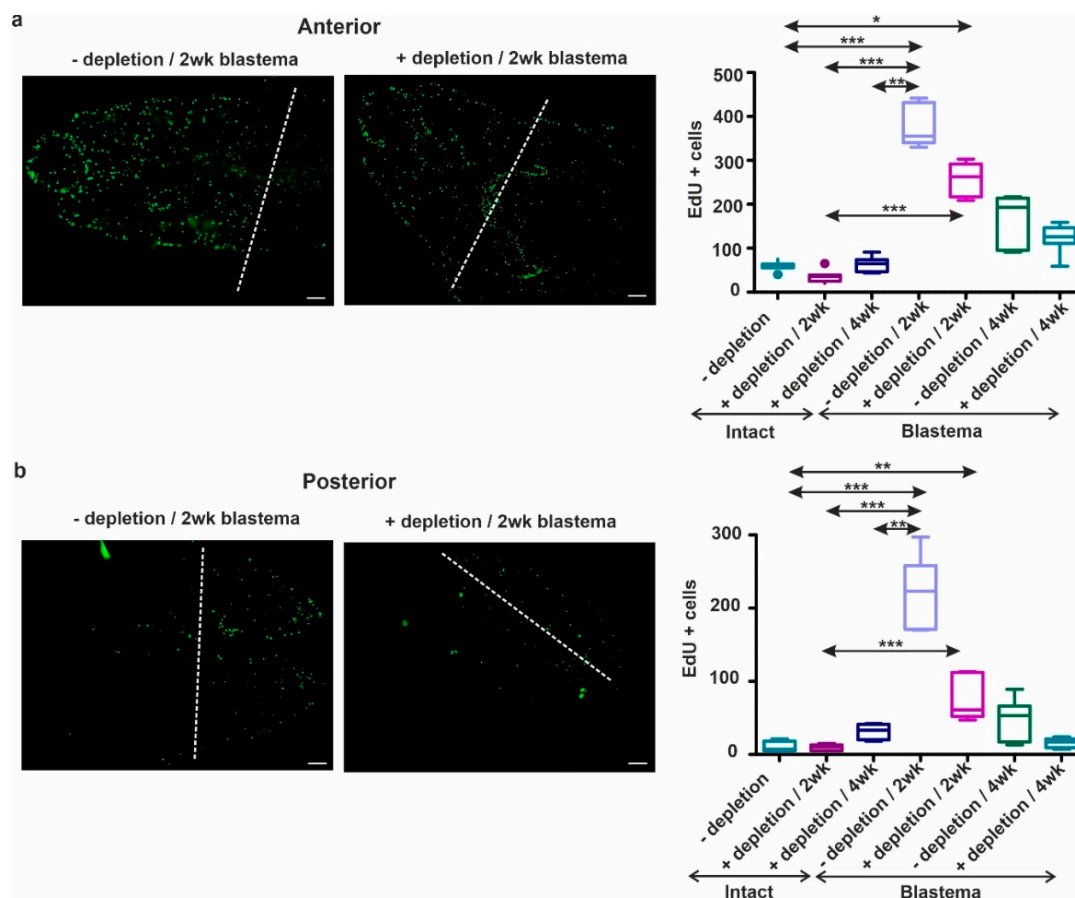 a
Anterior
- depletion / 2wk blastema
+ depletion / 2wk blastema
*
***
***
**
***
EdU + cells
500
400
300
200
100
0
- depletion
+ depletion / 2wk
+ depletion / 4wk
- depletion / 2wk
+ depletion / 2wk
- depletion / 4wk
+ depletion / 4wk
Intact
Blastema
b
Posterior
- depletion / 2wk blastema
+ depletion / 2wk blastema
**
***
***
**
***
EdU + cells
300
200
100
0
- depletion
+ depletion / 2wk
+ depletion / 4wk
- depletion / 2wk
+ depletion / 2wk
- depletion / 4wk
+ depletion / 4wk
Intact
Blastema